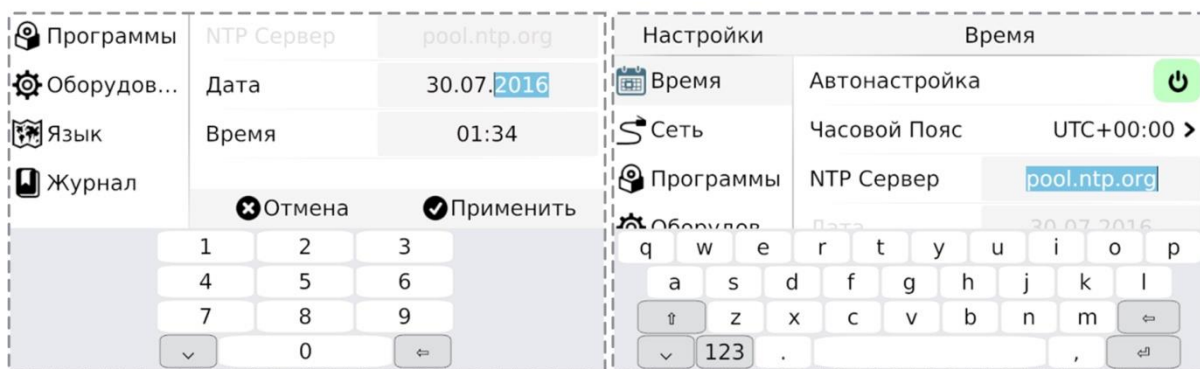 Программы
NTP Сервер pool.ntp.org
Оборудов... Дата 30.07.2016
Язык Время 01:34
Журнал
Отмена Применить
1 2 3
4 5 6
7 8 9
0
Настройки Время
Время Автонастройка
Сеть Часовой Пояс UTC+00:00 >
Программы NTP Сервер pool.ntp.org
Оборудов Дата 30.07.2016
q w e r t y u i o p
a s d f g h j k l
z x c v b n m
123 . ,